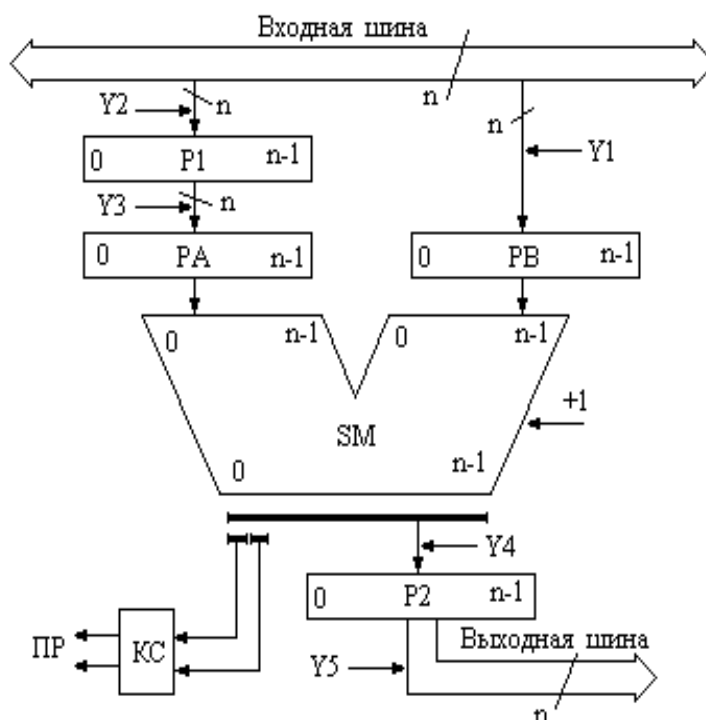 Входная шина
n
Y2
n
n
Y1
0 P1 n-1
Y3
n
0 PA n-1
0 PB n-1
0 n-1 0 n-1
+1
SM
0 n-1
Y4
0 P2 n-1
ПР
КС
Выходная шина
Y5
n